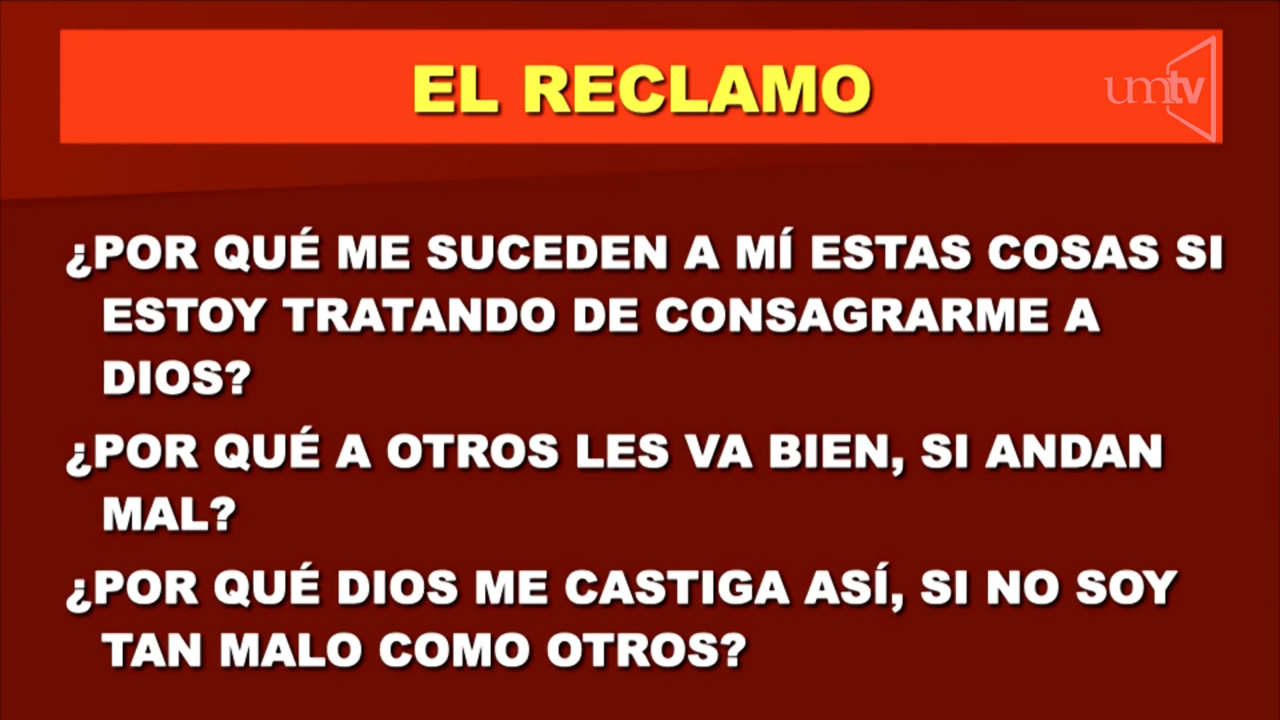 EL RECLAMO
umtv
¿POR QUÉ ME SUCEDEN A MÍ ESTAS COSAS SI
ESTOY TRATANDO DE CONSAGRARME A
DIOS?
¿POR QUÉ A OTROS LES VA BIEN, SI ANDAN
MAL?
¿POR QUÉ DIOS ME CASTIGA ASÍ, SI NO SOY
TAN MALO COMO OTROS?